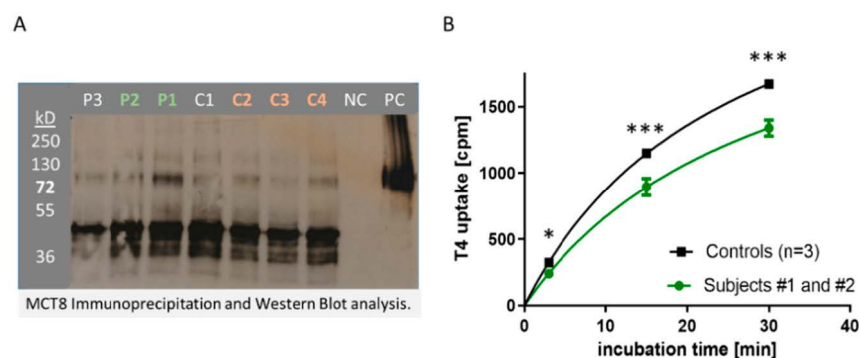 A
P3 P2 P1 C1 C2 C3 C4 NC PC
kD
250
130
72
55
36
MCT8 Immunoprecipitation and Western Blot analysis.
B
T4 uptake [cpm]
1500
1000
500
0
*
***
***
Controls (n=3)
Subjects #1 and #2
0 10 20 30 40
incubation time [min]